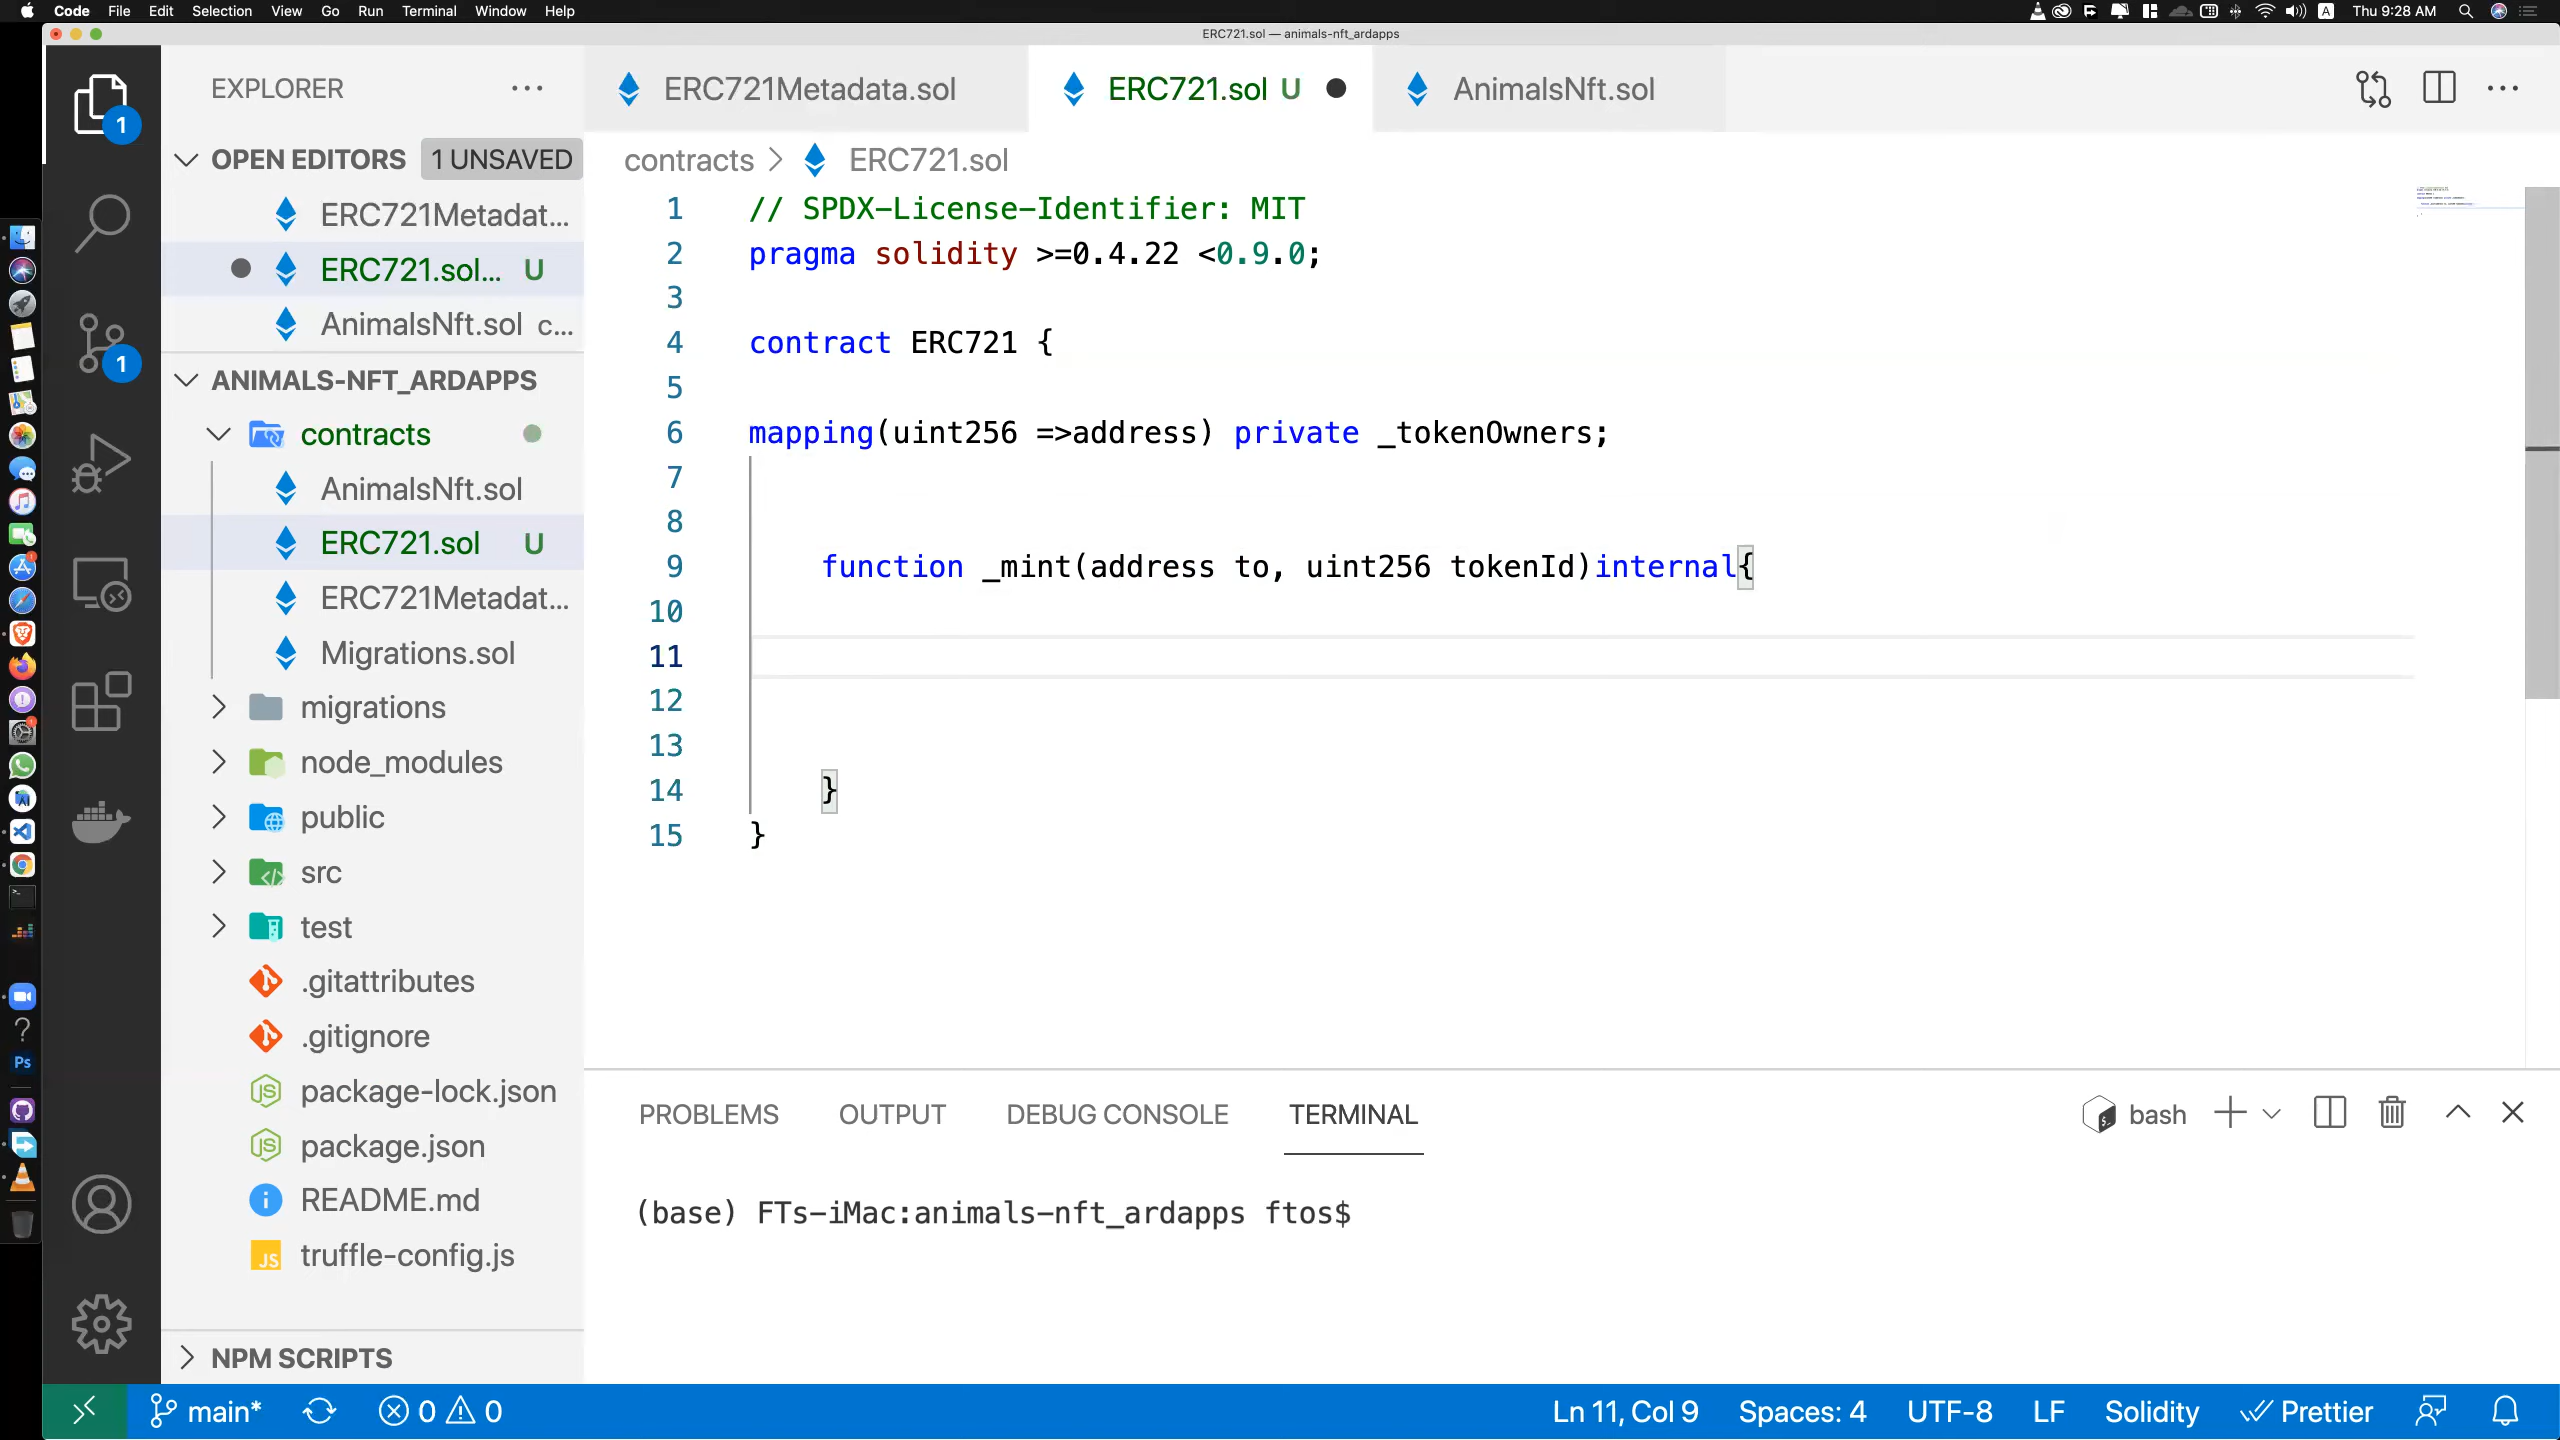 Code File Edit Selection View Go Run Terminal Window Help
A Thu 9:28 AM
ERC721.sol — animals-nft_ardapps
EXPLORER ...
1
OPEN EDITORS 1 UNSAVED
ERC721Metadat...
ERC721.sol... U
AnimalsNft.sol c...
1
ANIMALS-NFT_ARDAPPS
contracts
AnimalsNft.sol
ERC721.sol U
ERC721Metadat...
Migrations.sol
migrations
node_modules
public
src
test
.gitattributes
.gitignore
package-lock.json
package.json
README.md
truffle-config.js
NPM SCRIPTS
ERC721Metadata.sol ERC721.sol U AnimalsNft.sol
contracts > ERC721.sol
1 // SPDX-License-Identifier: MIT
2 pragma solidity >=0.4.22 <0.9.0;
3
4 contract ERC721 {
5
6 mapping(uint256 =>address) private _tokenOwners;
7
8
9 function _mint(address to, uint256 tokenId)internal{
10
11
12
13
14 }
15 }
PROBLEMS OUTPUT DEBUG CONSOLE TERMINAL bash
(base) FTs-iMac:animals-nft_ardapps ftos$
Ps
main* 0 0 Ln 11, Col 9 Spaces: 4 UTF-8 LF Solidity Prettier